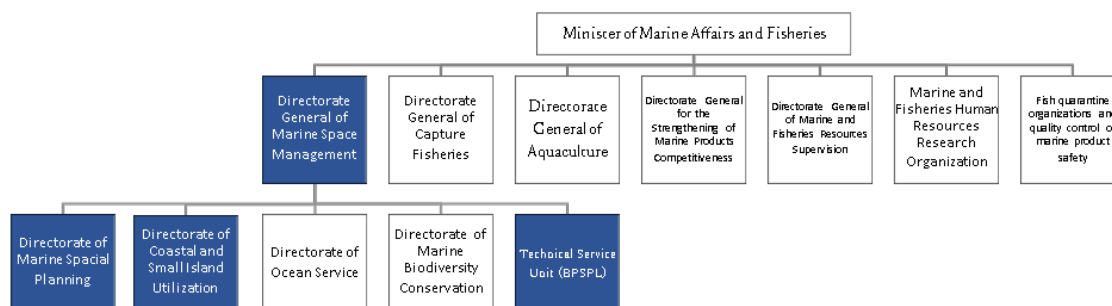 Minister of Marine Affairs and Fisheries
Directorate
General of
Marine Space
Management
Directorate
General of
Capture
Fisheries
Directorate
General of
Aquaculture
Directorate General
for the
Strengthening of
Marine Products
Competitiveness
Directorate General
of Marine and
Fisheries Resources
Supervision
Marine and
Fisheries Human
Resources
Research
Organization
Fish quarantine
organizations and
quality control o
marine product
safety
Directorate of
Marine Spacial
Planning
Directorate of
Coastal and
Small Island
Utilization
Directorate of
Ocean Service
Directorate of
Marine
Biodiversity
Conservation
Technical Service
Unit (BPSPL)